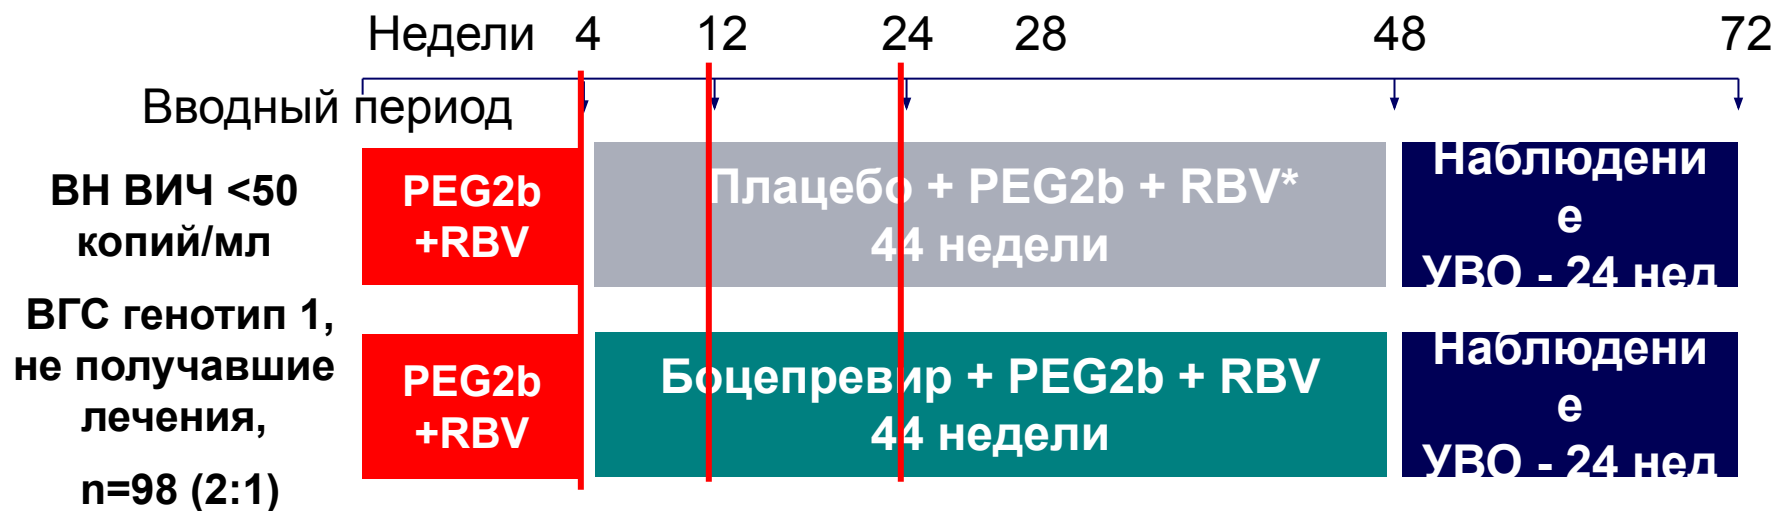 Недели 4 12 24 28 48 72
Вводный период
ВН ВИЧ <50
копий/мл
PEG2b
+RBV
Плацебо + PEG2b + RBV*
44 недели
Наблюдени
е
УВО - 24 нед
ВГС генотип 1,
не получавшие
лечения,
n=98 (2:1)
PEG2b
+RBV
Боцепревир + PEG2b + RBV
44 недели
Наблюдени
е
УВО - 24 нед